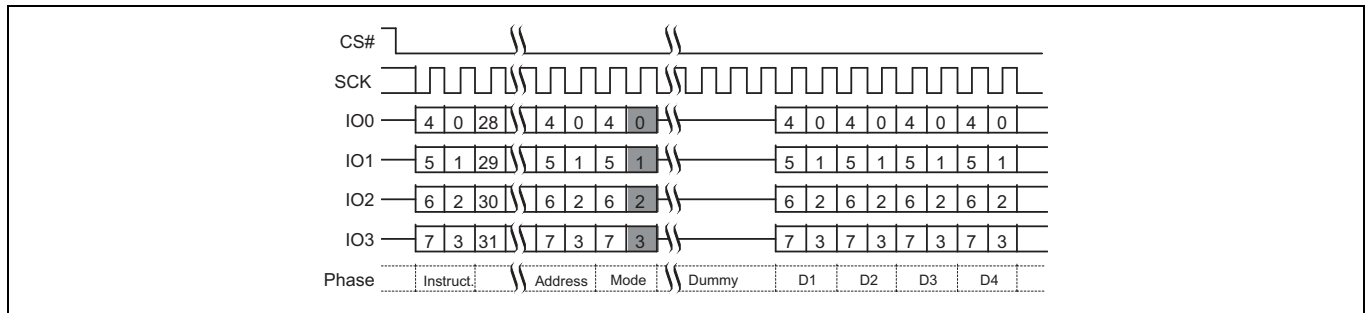 CS#
SCK
IO0 4 0 28 4 0 4 0 4 0 4 0 4 0 4 0
IO1 5 1 29 5 1 5 1 5 1 5 1 5 1 5 1
IO2 6 2 30 6 2 6 2 6 2 6 2 6 2 6 2
IO3 7 3 31 7 3 7 3 7 3 7 3 7 3 7 3
Phase Instruct. Address Mode Dummy D1 D2 D3 D4